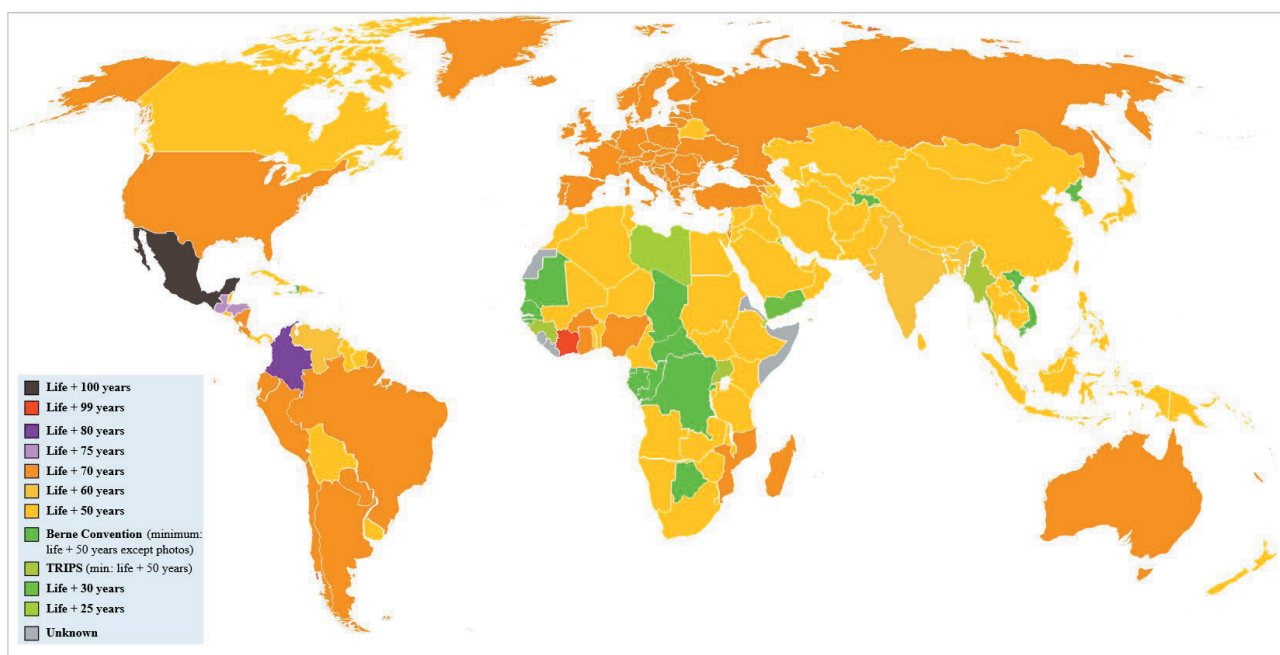 Life + 100 years
Life + 99 years
Life + 80 years
Life + 75 years
Life + 70 years
Life + 60 years
Life + 50 years
Berne Convention (minimum:
life + 50 years except photos)
TRIPS (min: life + 50 years)
Life + 30 years
Life + 25 years
Unknown